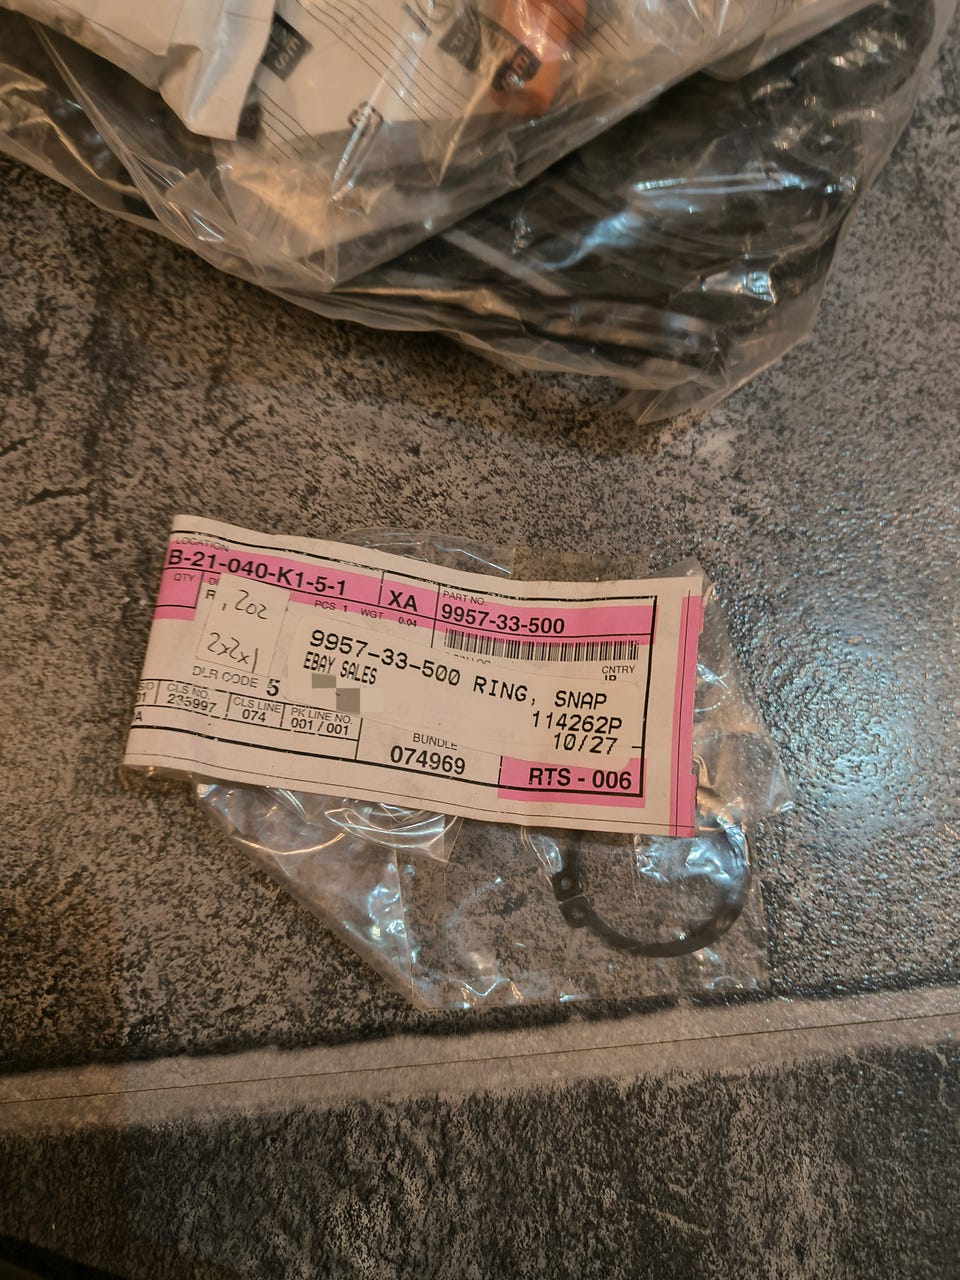 LOCATION
B-21-040-K1-5-1
XA
PART NO.
9957-33-500
QTY
PCS 1 WGT 0.04
.2oz
2x2x1
CNTRY
9957-33-500 RING, SNAP
EBAY SALES
114262P
10/27
DLR CODE 5
CLS NO.
CLS LINE
074
PK LINE NO.
001 / 001
BUNDLE
074969
RTS - 006